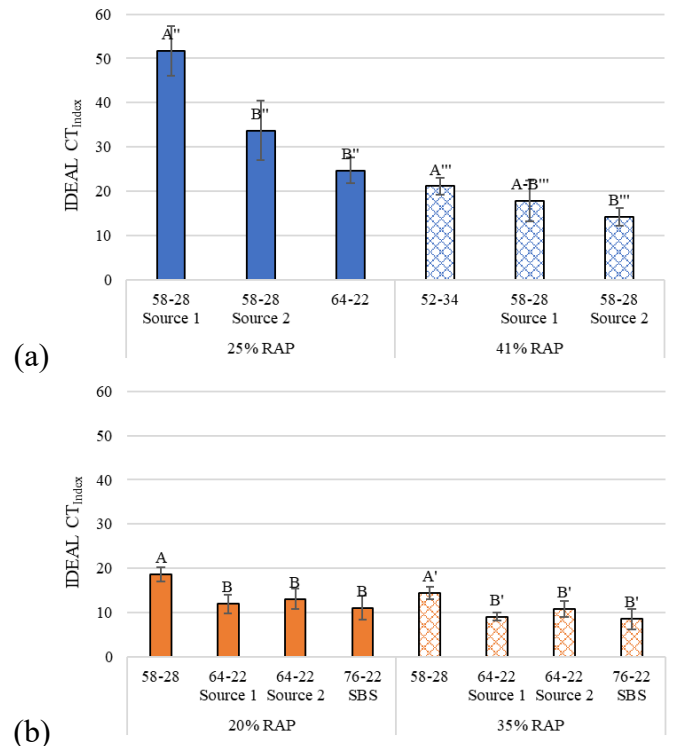 60
50
40
30
20
10
0
IDEAL CT_Index
A''
B''
B''
A'''
A-B'''
B'''
58-28 58-28 64-22 52-34 58-28 58-28
Source 1 Source 2 Source 1 Source 2
25% RAP 41% RAP
(a)
60
50
40
30
20
10
0
IDEAL CT_Index
A
B
B
B
A'
B'
B'
B'
58-28 64-22 64-22 76-22 58-28 64-22 64-22 76-22
Source 1 Source 2 SBS Source 1 Source 2 SBS
20% RAP 35% RAP
(b)